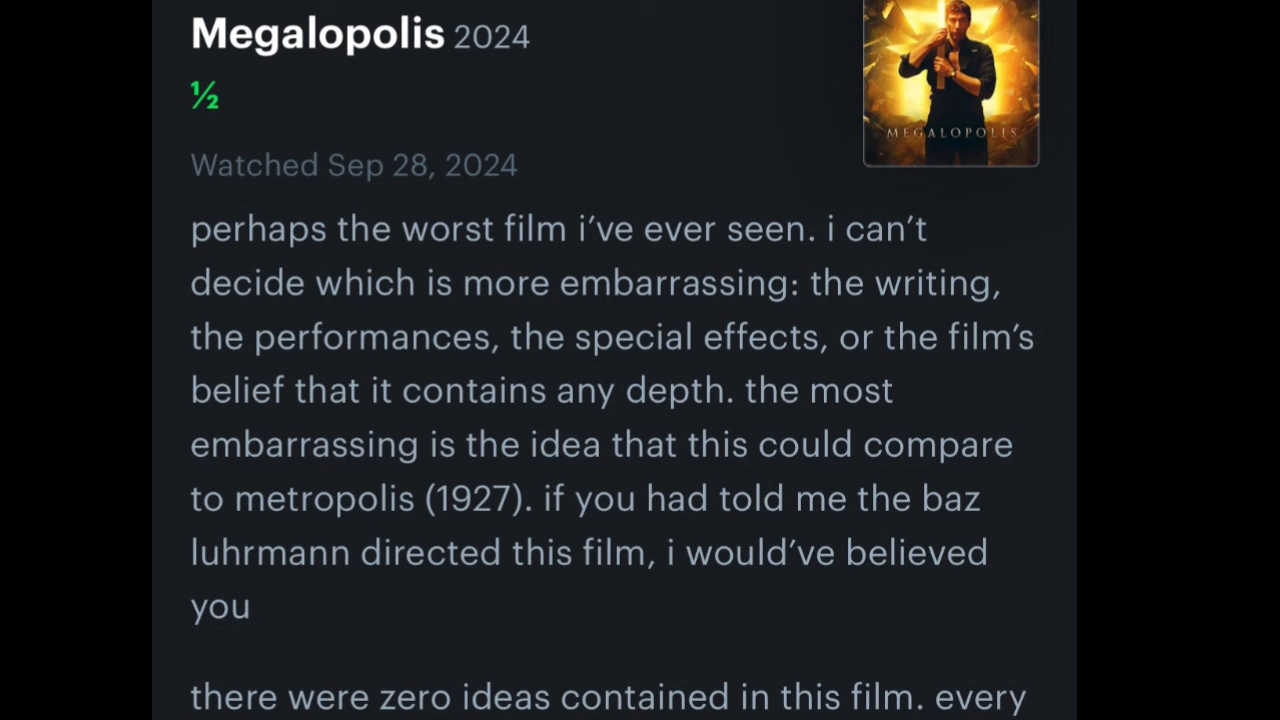 Megalopolis 2024
½
MEGALOPOLIS
Watched Sep 28, 2024
perhaps the worst film i’ve ever seen. i can’t
decide which is more embarrassing: the writing,
the performances, the special effects, or the film’s
belief that it contains any depth. the most
embarrassing is the idea that this could compare
to metropolis (1927). if you had told me the baz
luhrmann directed this film, i would’ve believed
you
there were zero ideas contained in this film. every